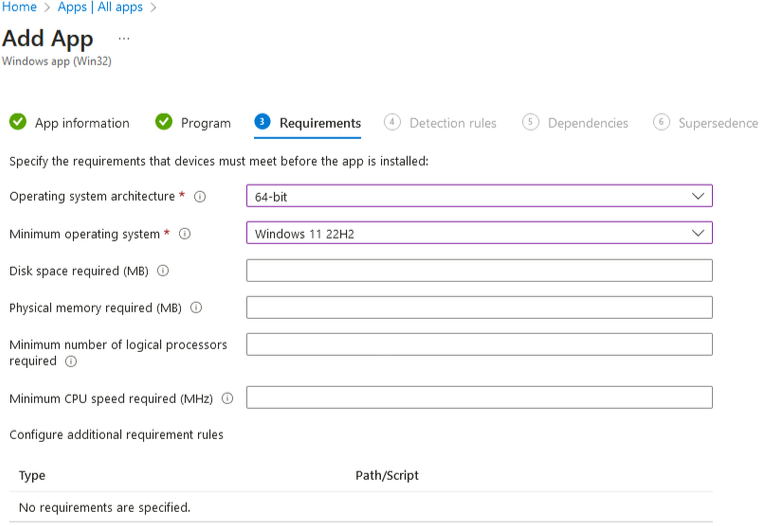 Home > Apps | All apps >
Add App ...
Windows app (Win32)
App information Program 3 Requirements 4 Detection rules 5 Dependencies 6 Supersedence
Specify the requirements that devices must meet before the app is installed:
Operating system architecture * 64-bit
Minimum operating system * Windows 11 22H2
Disk space required (MB)
Physical memory required (MB)
Minimum number of logical processors
required
Minimum CPU speed required (MHz)
Configure additional requirement rules
Type Path/Script
No requirements are specified.